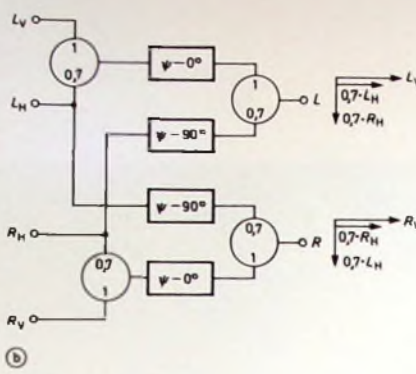 L_V
1
0,7
ψ-0°
1
0,7
L
L_V
0,7·L_H
0,7·R_H
L_H
ψ-90°
ψ-90°
0,7
1
R
R_V
0,7·R_H
0,7·L_H
R_H
0,7
1
ψ-0°
R_V
b